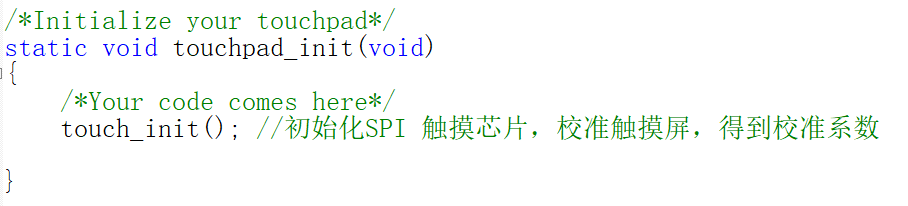 /*Initialize your touchpad*/
static void touchpad_init(void)
{
/*Your code comes here*/
touch_init(); //初始化SPI 触摸芯片，校准触摸屏，得到校准系数
}